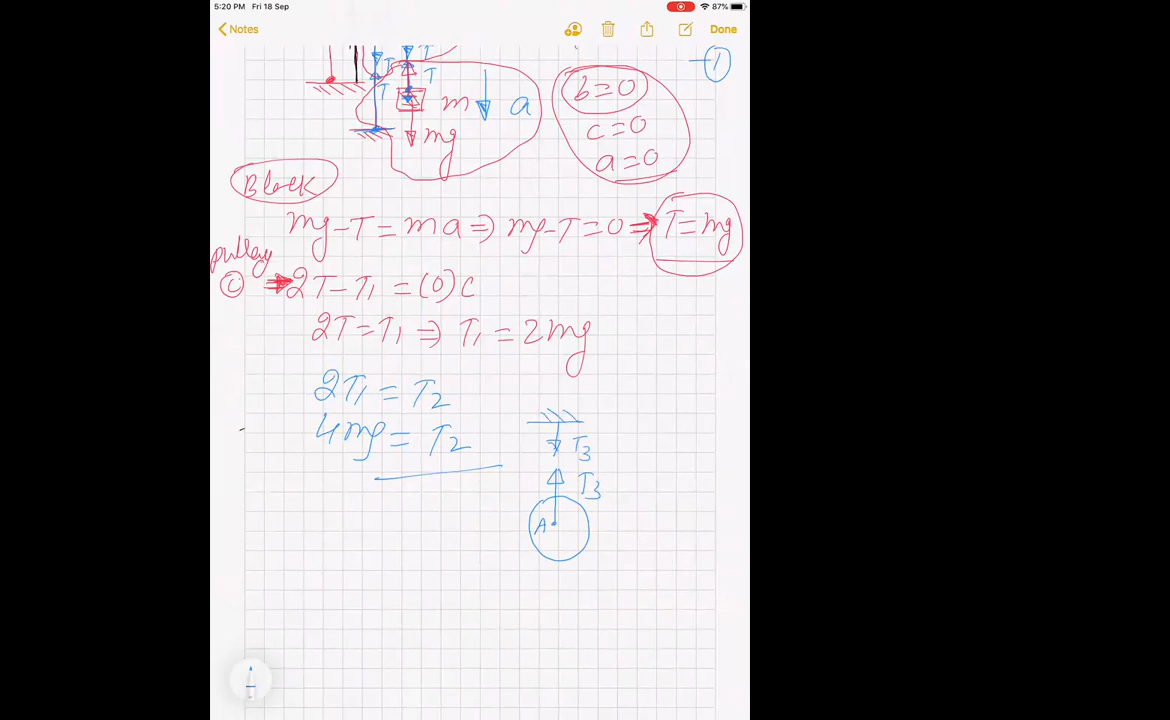 5:20 PM Fri 18 Sep 87%
Notes Done
T T
T T
T
m a
mg
b=0
c=0
a=0
1
Block
mg-T=ma⇒ mg-T=0⇒ T=mg
pulley
C ⇒ 2T-T₁=(0)C
2T=T₁⇒ T₁=2mg
2T₁=T₂
4mg=T₂
T₃
T₃
A